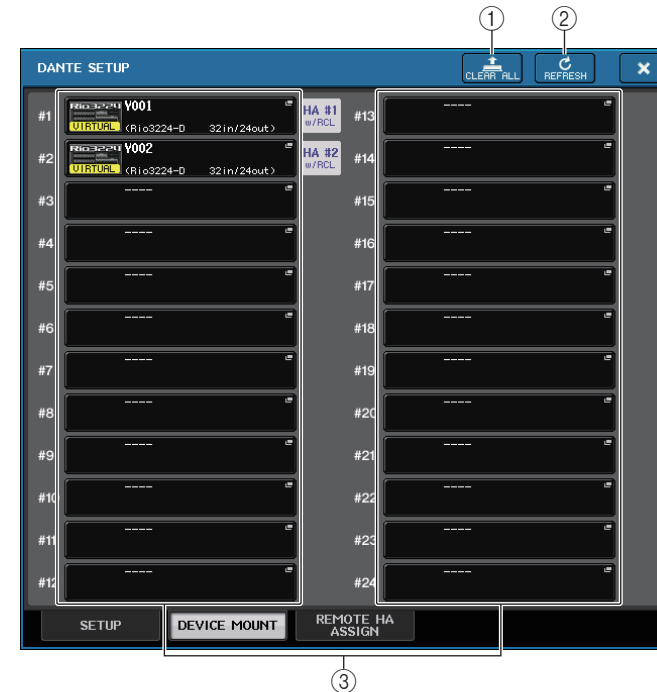 ① ②
DANTE SETUP CLEAR ALL REFRESH ×
#1 Rio3224 VIRTUAL Y001 (Rio3224-D 32in/24out) HA #1 w/RCL #13 ----
#2 Rio3224 VIRTUAL Y002 (Rio3224-D 32in/24out) HA #2 w/RCL #14 ----
#3 ---- #15 ----
#4 ---- #16 ----
#5 ---- #17 ----
#6 ---- #18 ----
#7 ---- #19 ----
#8 ---- #20 ----
#9 ---- #21 ----
#10 ---- #22 ----
#11 ---- #23 ----
#12 ---- #24 ----
SETUP DEVICE MOUNT REMOTE HA ASSIGN
③